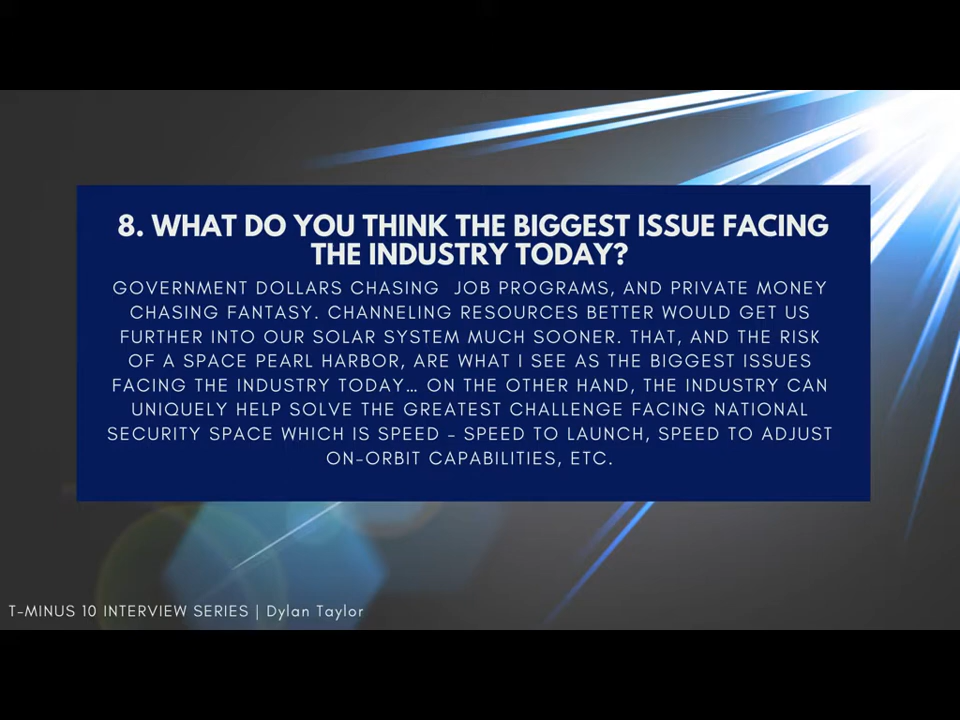 8. WHAT DO YOU THINK THE BIGGEST ISSUE FACING
THE INDUSTRY TODAY?
GOVERNMENT DOLLARS CHASING JOB PROGRAMS, AND PRIVATE MONEY
CHASING FANTASY. CHANNELING RESOURCES BETTER WOULD GET US
FURTHER INTO OUR SOLAR SYSTEM MUCH SOONER. THAT, AND THE RISK
OF A SPACE PEARL HARBOR, ARE WHAT I SEE AS THE BIGGEST ISSUES
FACING THE INDUSTRY TODAY… ON THE OTHER HAND, THE INDUSTRY CAN
UNIQUELY HELP SOLVE THE GREATEST CHALLENGE FACING NATIONAL
SECURITY SPACE WHICH IS SPEED - SPEED TO LAUNCH, SPEED TO ADJUST
ON-ORBIT CAPABILITIES, ETC.
T-MINUS 10 INTERVIEW SERIES | Dylan Taylor